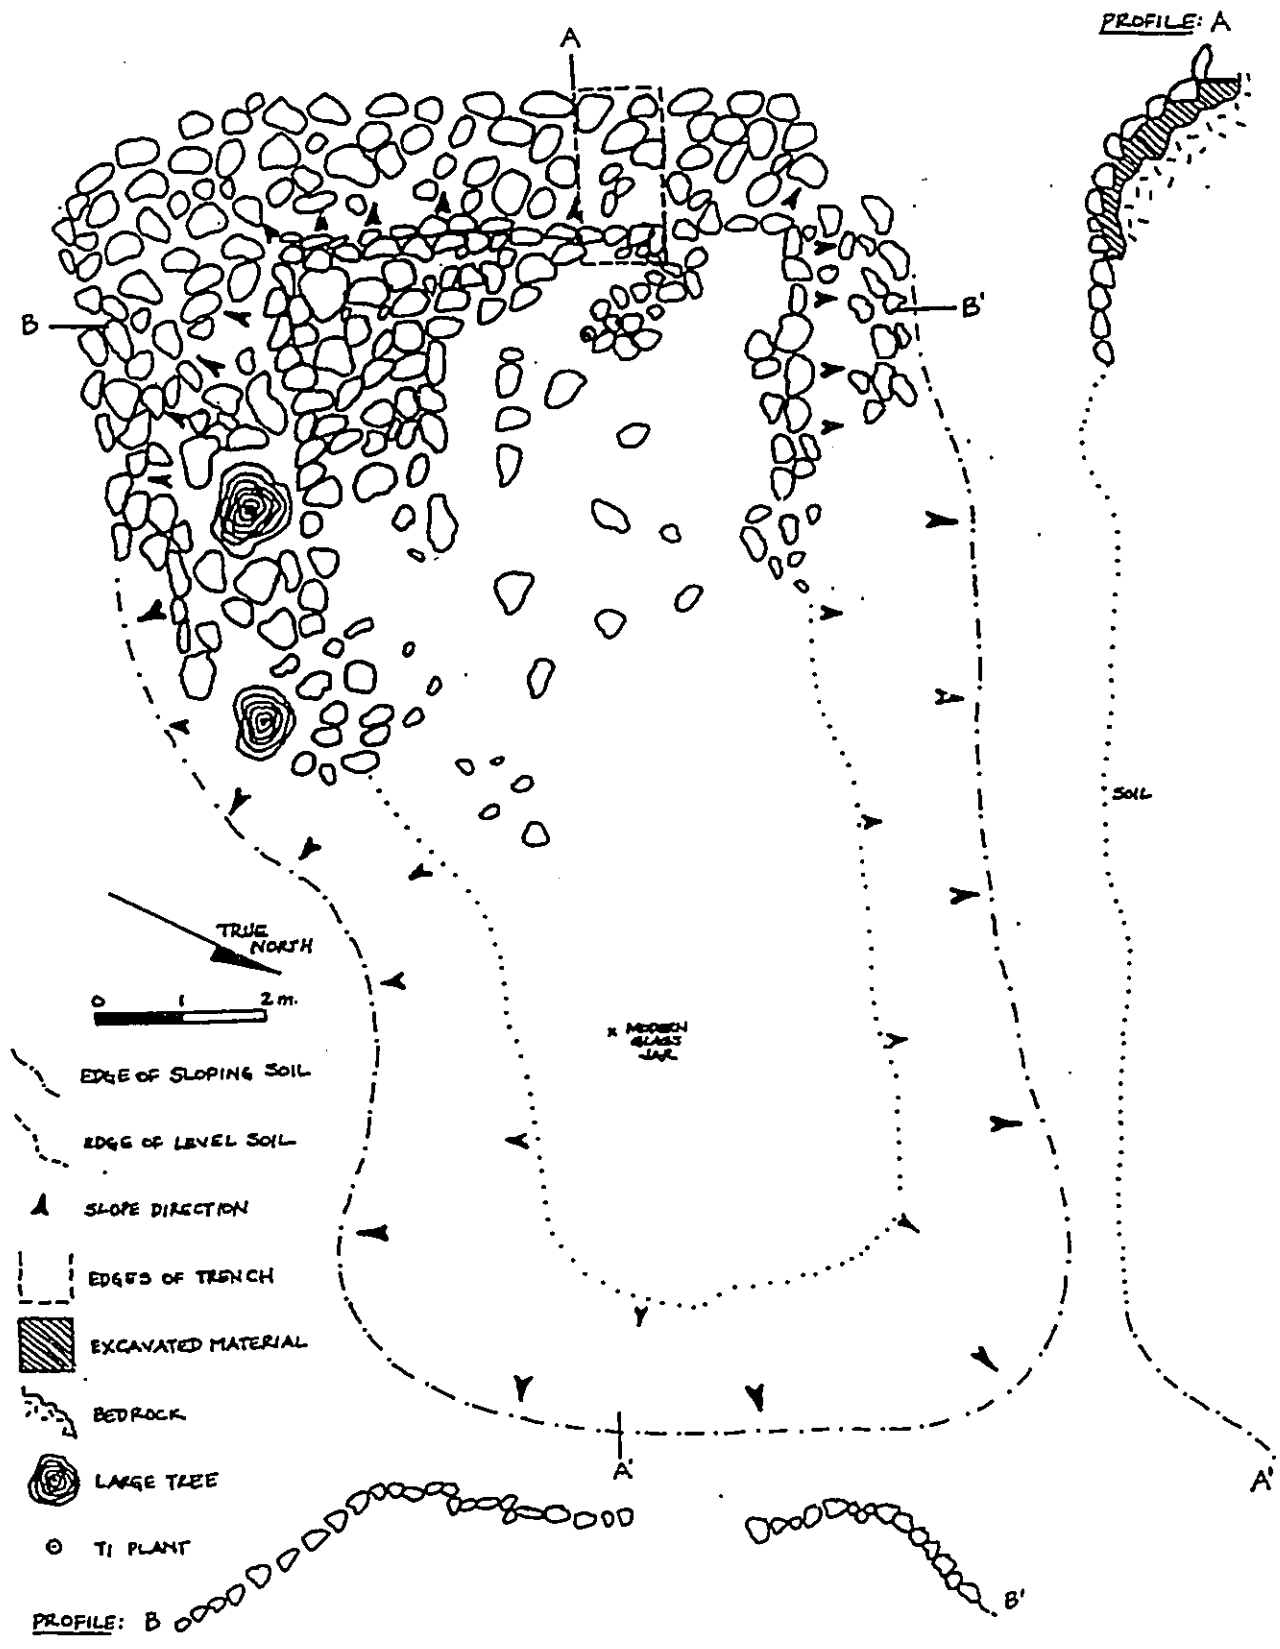 PROFILE: A
A
B
B'
SOIL
TRUE
NORTH
0 1 2 m.
x MODERN
GLASS
JAR
EDGE OF SLOPING SOIL
EDGE OF LEVEL SOIL
SLOPE DIRECTION
EDGES OF TRENCH
EXCAVATED MATERIAL
BEDROCK
LARGE TREE
TI PLANT
A'
A'
PROFILE: B
B'